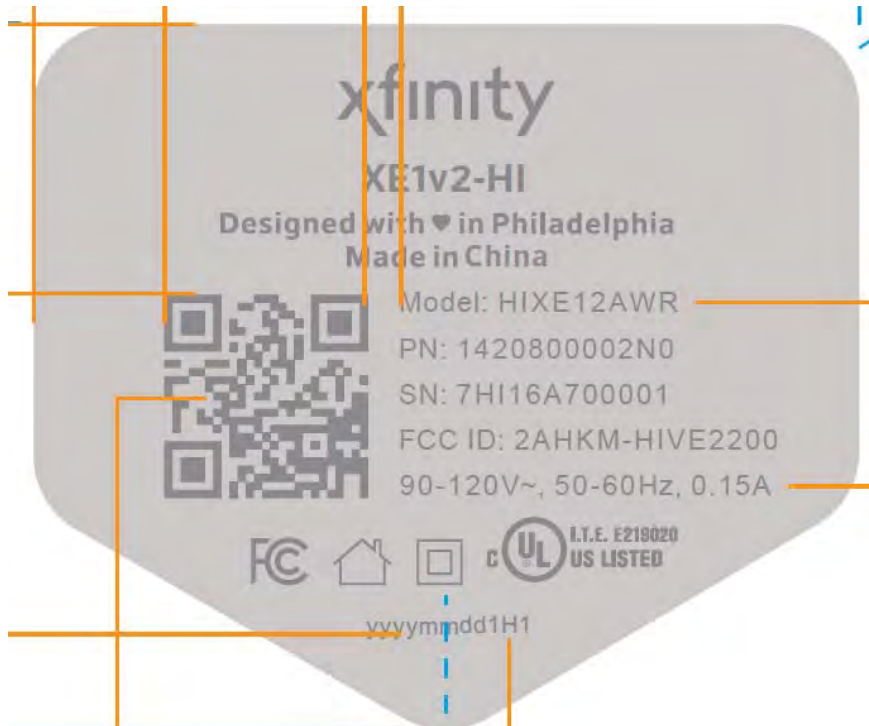 xfinity
XE1v2-HI
Designed with ♥ in Philadelphia
Made in China
Model: HIXE12AWR
PN: 1420800002N0
SN: 7HI16A700001
FCC ID: 2AHKM-HIVE2200
90-120V~, 50-60Hz, 0.15A
FC
C UL I.T.E. E219020
US LISTED
yyyymmdd1H1